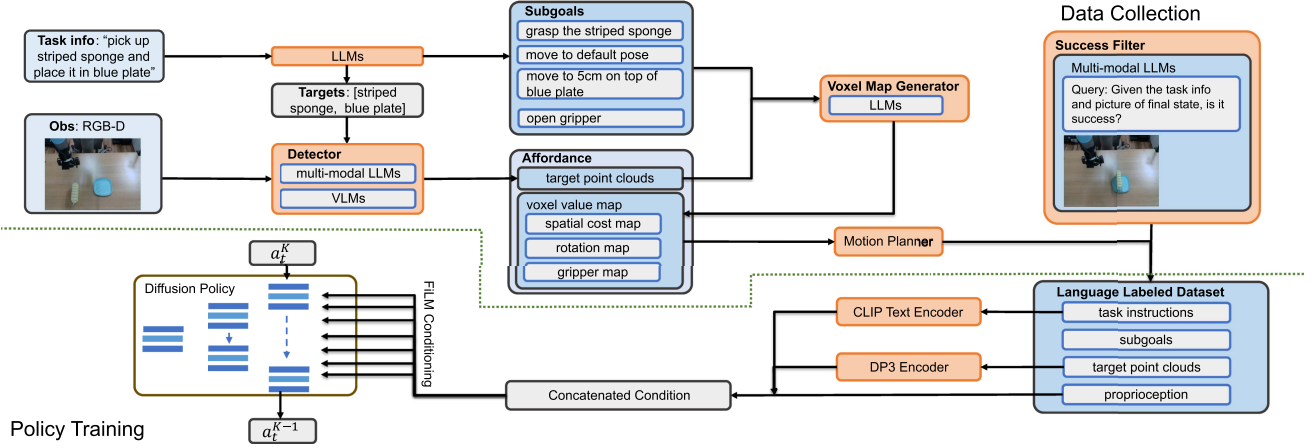 Data Collection
Task info: “pick up
striped sponge and
place it in blue plate”
LLMs
Targets: [striped
sponge, blue plate]
Obs: RGB-D
Detector
multi-modal LLMs
VLMs
Subgoals
grasp the striped sponge
move to default pose
move to 5cm on top of
blue plate
open gripper
Affordance
target point clouds
voxel value map
spatial cost map
rotation map
gripper map
Voxel Map Generator
LLMs
Motion Planner
Success Filter
Multi-modal LLMs
Query: Given the task info
and picture of final state, is it
success?
Language Labeled Dataset
task instructions
subgoals
target point clouds
proprioception
CLIP Text Encoder
DP3 Encoder
Concatenated Condition
FiLM Conditioning
a_t^K
Diffusion Policy
a_t^{K-1}
Policy Training